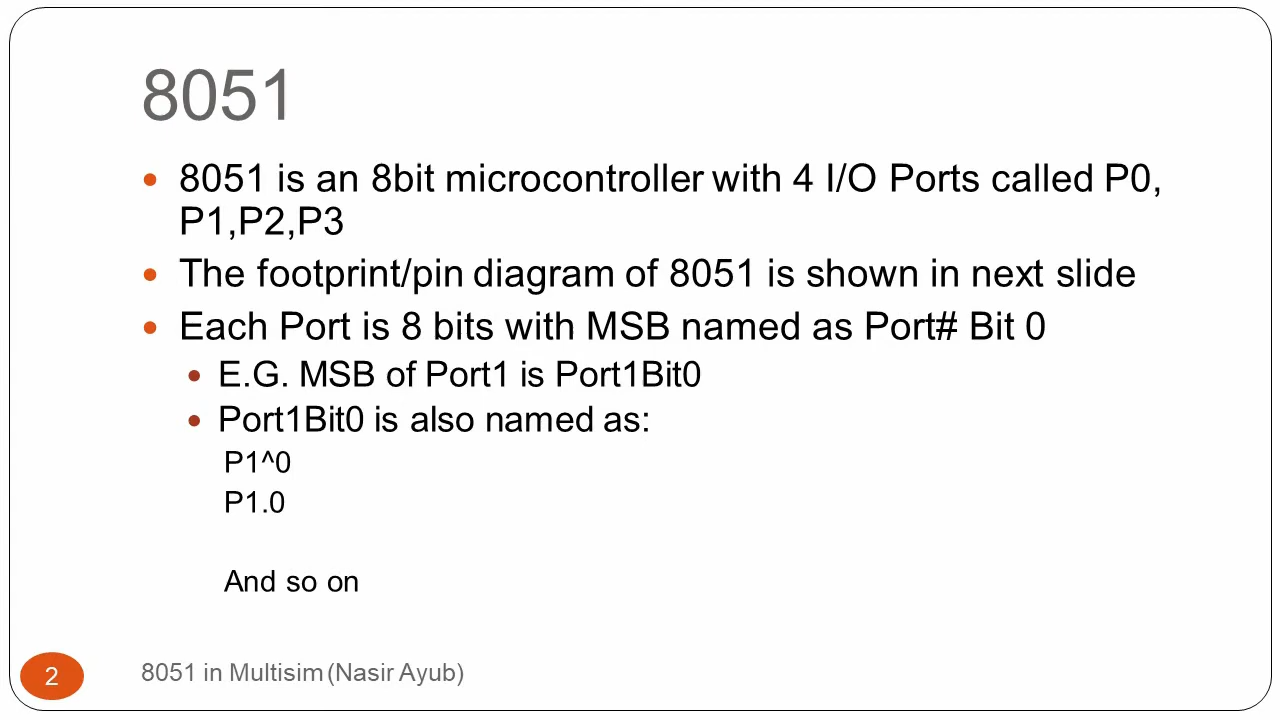 8051
• 8051 is an 8bit microcontroller with 4 I/O Ports called P0,
P1,P2,P3
• The footprint/pin diagram of 8051 is shown in next slide
• Each Port is 8 bits with MSB named as Port# Bit 0
• E.G. MSB of Port1 is Port1Bit0
• Port1Bit0 is also named as:
P1^0
P1.0
And so on
2
8051 in Multisim (Nasir Ayub)